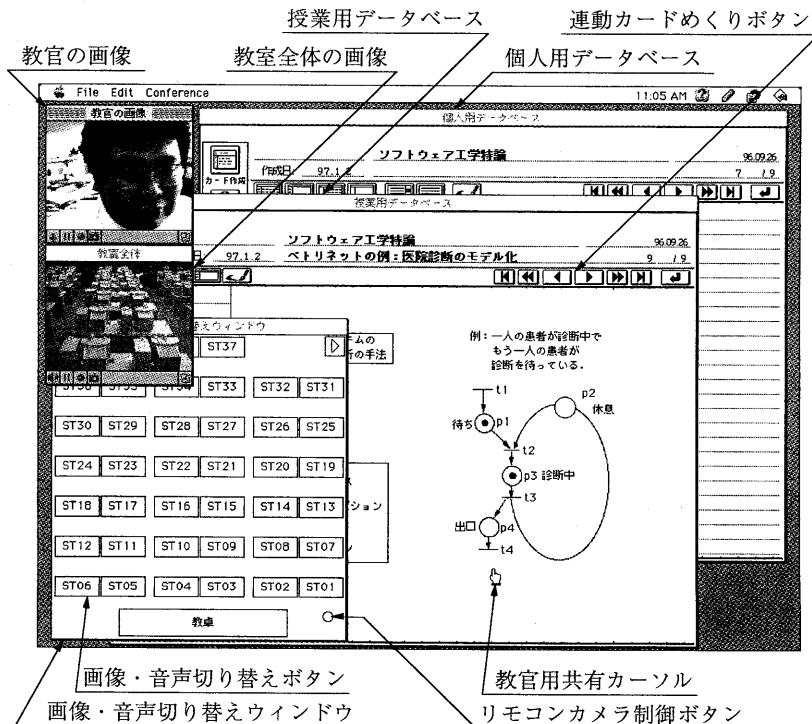 授業用データベース
連動カードめくりボタン
教官の画像
教室全体の画像
個人用データベース
File Edit Conference
11:05 AM
教官の画像
個人用データベース
ソフトウェア工学特論
96.09.26
カード作成
作成日 97.1.2
7 / 9
授業用データベース
教室全体
ソフトウェア工学特論
96.09.26
日 97.1.2
ペトリネットの例：医院診断のモデル化
9 / 9
替えウィンドウ
ST37
テムの
析の手法
例：一人の患者が診断中で
もう一人の患者が
診断を待っている．
ST33 ST32 ST31
t1
p2
休息
ST30 ST29 ST28 ST27 ST26 ST25
待ち p1
t2
ST24 ST23 ST22 ST21 ST20 ST19
p3 診断中
t3
ST18 ST17 ST16 ST15 ST14 ST13
ション
出口 p4
t4
ST12 ST11 ST10 ST09 ST08 ST07
ST06 ST05 ST04 ST03 ST02 ST01
教卓
画像・音声切り替えボタン
教官用共有カーソル
画像・音声切り替えウィンドウ
リモコンカメラ制御ボタン